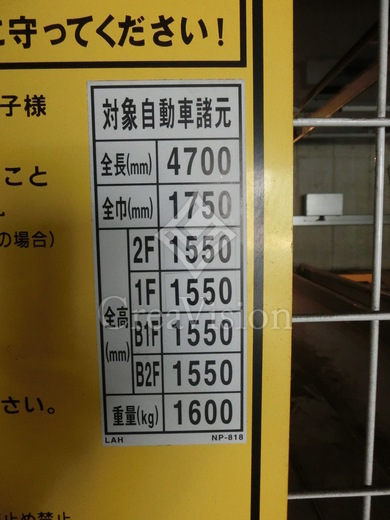 に守ってください!
子様
こと
の場合)
さい。
対象自動車諸元
全長(mm) 4700
全巾(mm) 1750
全高(mm)
2F 1550
1F 1550
B1F 1550
B2F 1550
重量(kg) 1600
LAH NP-818
CreaVision